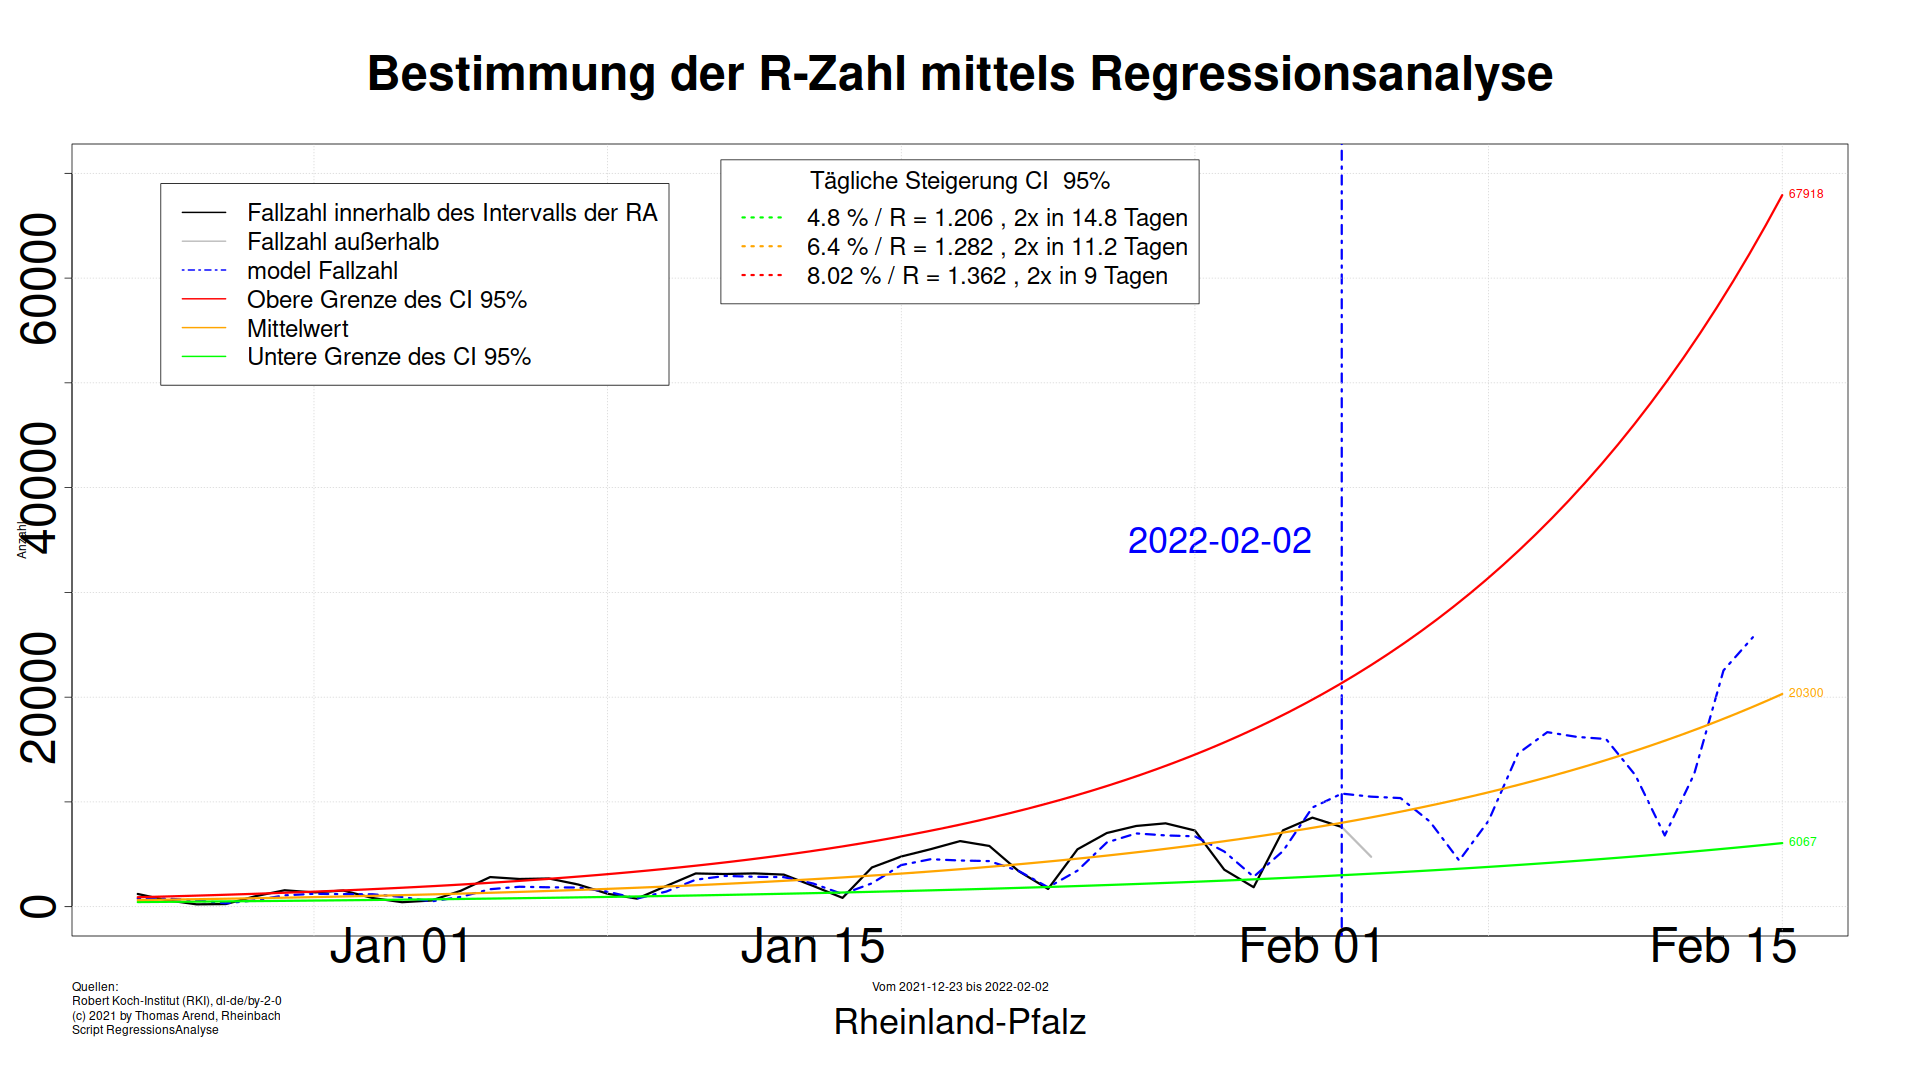 Bestimmung der R-Zahl mittels Regressionsanalyse
Fallzahl innerhalb des Intervalls der RA
Fallzahl außerhalb
model Fallzahl
Obere Grenze des CI 95%
Mittelwert
Untere Grenze des CI 95%
Tägliche Steigerung CI  95%
4.8 % / R = 1.206 , 2x in 14.8 Tagen
6.4 % / R = 1.282 , 2x in 11.2 Tagen
8.02 % / R = 1.362 , 2x in 9 Tagen
67918
60000
40000
Anzahl
2022-02-02
20000
20300
6067
0
Jan 01
Jan 15
Feb 01
Feb 15
Quellen:
Robert Koch-Institut (RKI), dl-de/by-2-0
(c) 2021 by Thomas Arend, Rheinbach
Script RegressionsAnalyse
Vom 2021-12-23 bis 2022-02-02
Rheinland-Pfalz